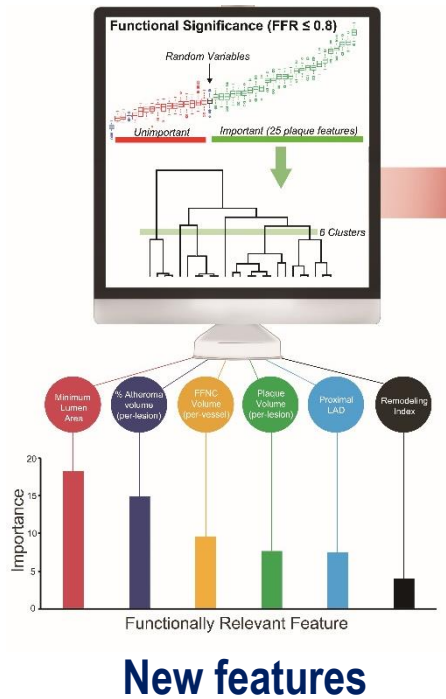 Functional Significance (FFR ≤ 0.8)
Random Variables
Unimportant
Important (25 plaque features)
6 Clusters
Minimum
Lumen
Area
% Atheroma
volume
(per-lesion)
FFNC
Volume
(per-vessel)
Plaque
Volume
(per-lesion)
Proximal
LAD
Remodeling
Index
Importance
20
15
10
5
0
Functionally Relevant Feature
New features